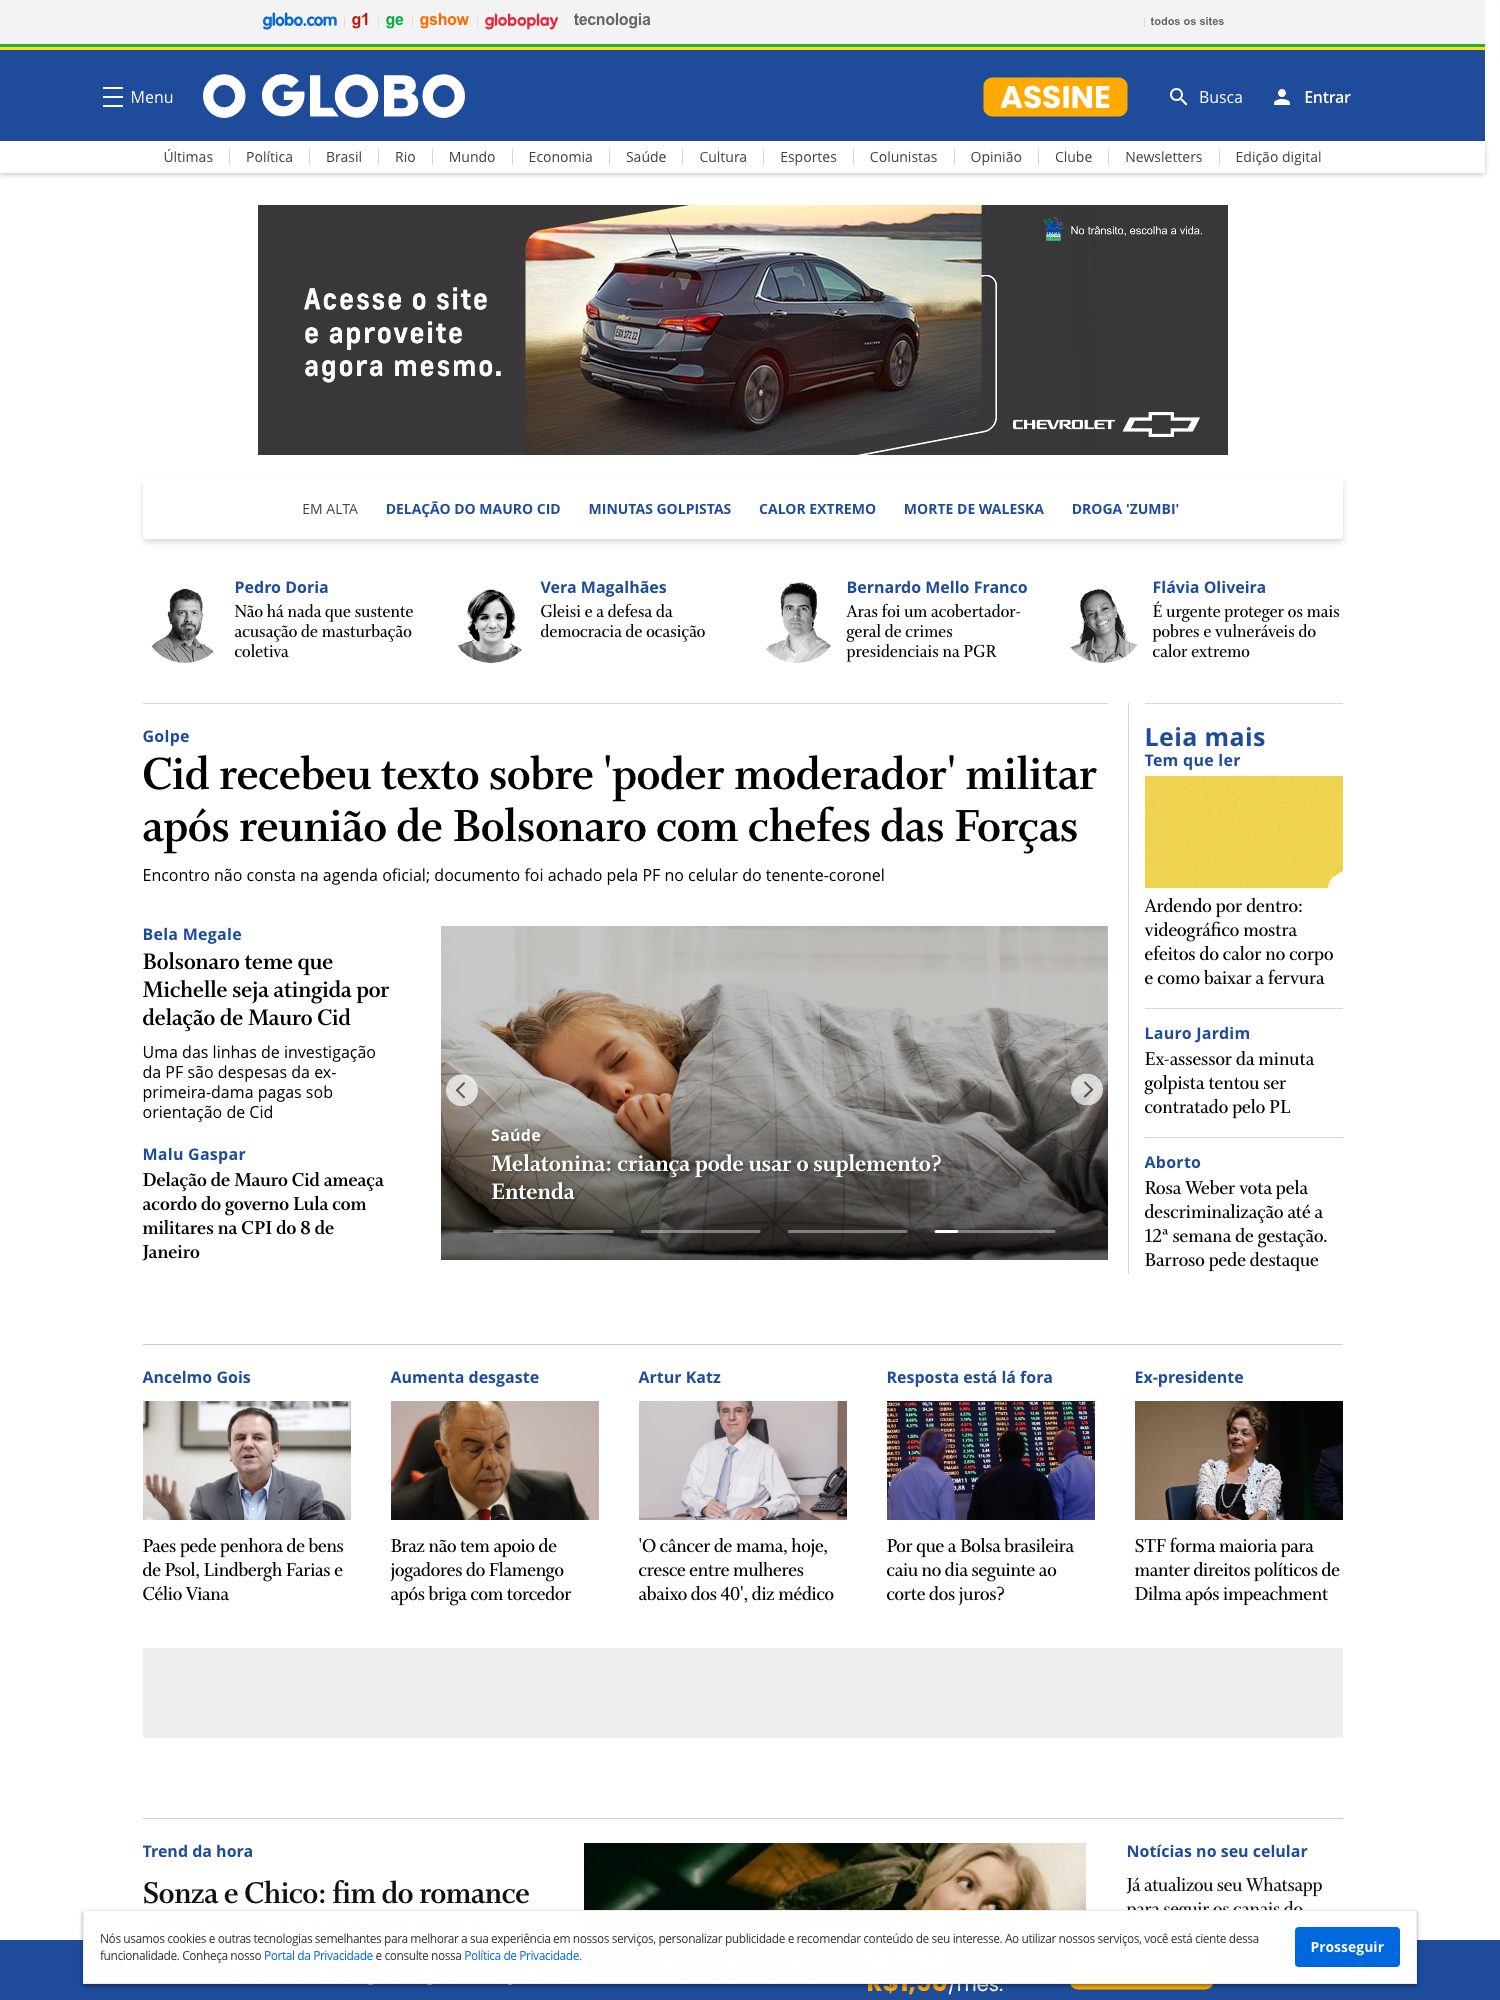 globo.com g1 ge gshow globoplay tecnologia todos os sites
Menu O GLOBO ASSINE Busca Entrar
Últimas Política Brasil Rio Mundo Economia Saúde Cultura Esportes Colunistas Opinião Clube Newsletters Edição digital
No trânsito, escolha a vida.
Acesse o site
e aproveite
agora mesmo.
CHEVROLET
EM ALTA DELAÇÃO DO MAURO CID MINUTAS GOLPISTAS CALOR EXTREMO MORTE DE WALESKA DROGA 'ZUMBI'
Pedro Doria
Não há nada que sustente
acusação de masturbação
coletiva
Vera Magalhães
Gleisi e a defesa da
democracia de ocasião
Bernardo Mello Franco
Aras foi um acobertador-
geral de crimes
presidenciais na PGR
Flávia Oliveira
É urgente proteger os mais
pobres e vulneráveis do
calor extremo
Golpe
Cid recebeu texto sobre 'poder moderador' militar
após reunião de Bolsonaro com chefes das Forças
Encontro não consta na agenda oficial; documento foi achado pela PF no celular do tenente-coronel
Bela Megale
Bolsonaro teme que
Michelle seja atingida por
delação de Mauro Cid
Uma das linhas de investigação
da PF são despesas da ex-
primeira-dama pagas sob
orientação de Cid
Malu Gaspar
Delação de Mauro Cid ameaça
acordo do governo Lula com
militares na CPI do 8 de
Janeiro
Saúde
Melatonina: criança pode usar o suplemento?
Entenda
Leia mais
Tem que ler
Ardendo por dentro:
videográfico mostra
efeitos do calor no corpo
e como baixar a fervura
Lauro Jardim
Ex-assessor da minuta
golpista tentou ser
contratado pelo PL
Aborto
Rosa Weber vota pela
descriminalização até a
12ª semana de gestação.
Barroso pede destaque
Ancelmo Gois
Paes pede penhora de bens
de Psol, Lindbergh Farias e
Célio Viana
Aumenta desgaste
Braz não tem apoio de
jogadores do Flamengo
após briga com torcedor
Artur Katz
'O câncer de mama, hoje,
cresce entre mulheres
abaixo dos 40', diz médico
Resposta está lá fora
Por que a Bolsa brasileira
caiu no dia seguinte ao
corte dos juros?
Ex-presidente
STF forma maioria para
manter direitos políticos de
Dilma após impeachment
Trend da hora
Sonza e Chico: fim do romance
Notícias no seu celular
Já atualizou seu Whatsapp
para seguir os canais do
Nós usamos cookies e outras tecnologias semelhantes para melhorar a sua experiência em nossos serviços, personalizar publicidade e recomendar conteúdo de seu interesse. Ao utilizar nossos serviços, você está ciente dessa
funcionalidade. Conheça nosso Portal da Privacidade e consulte nossa Política de Privacidade.
Prosseguir
/mês.